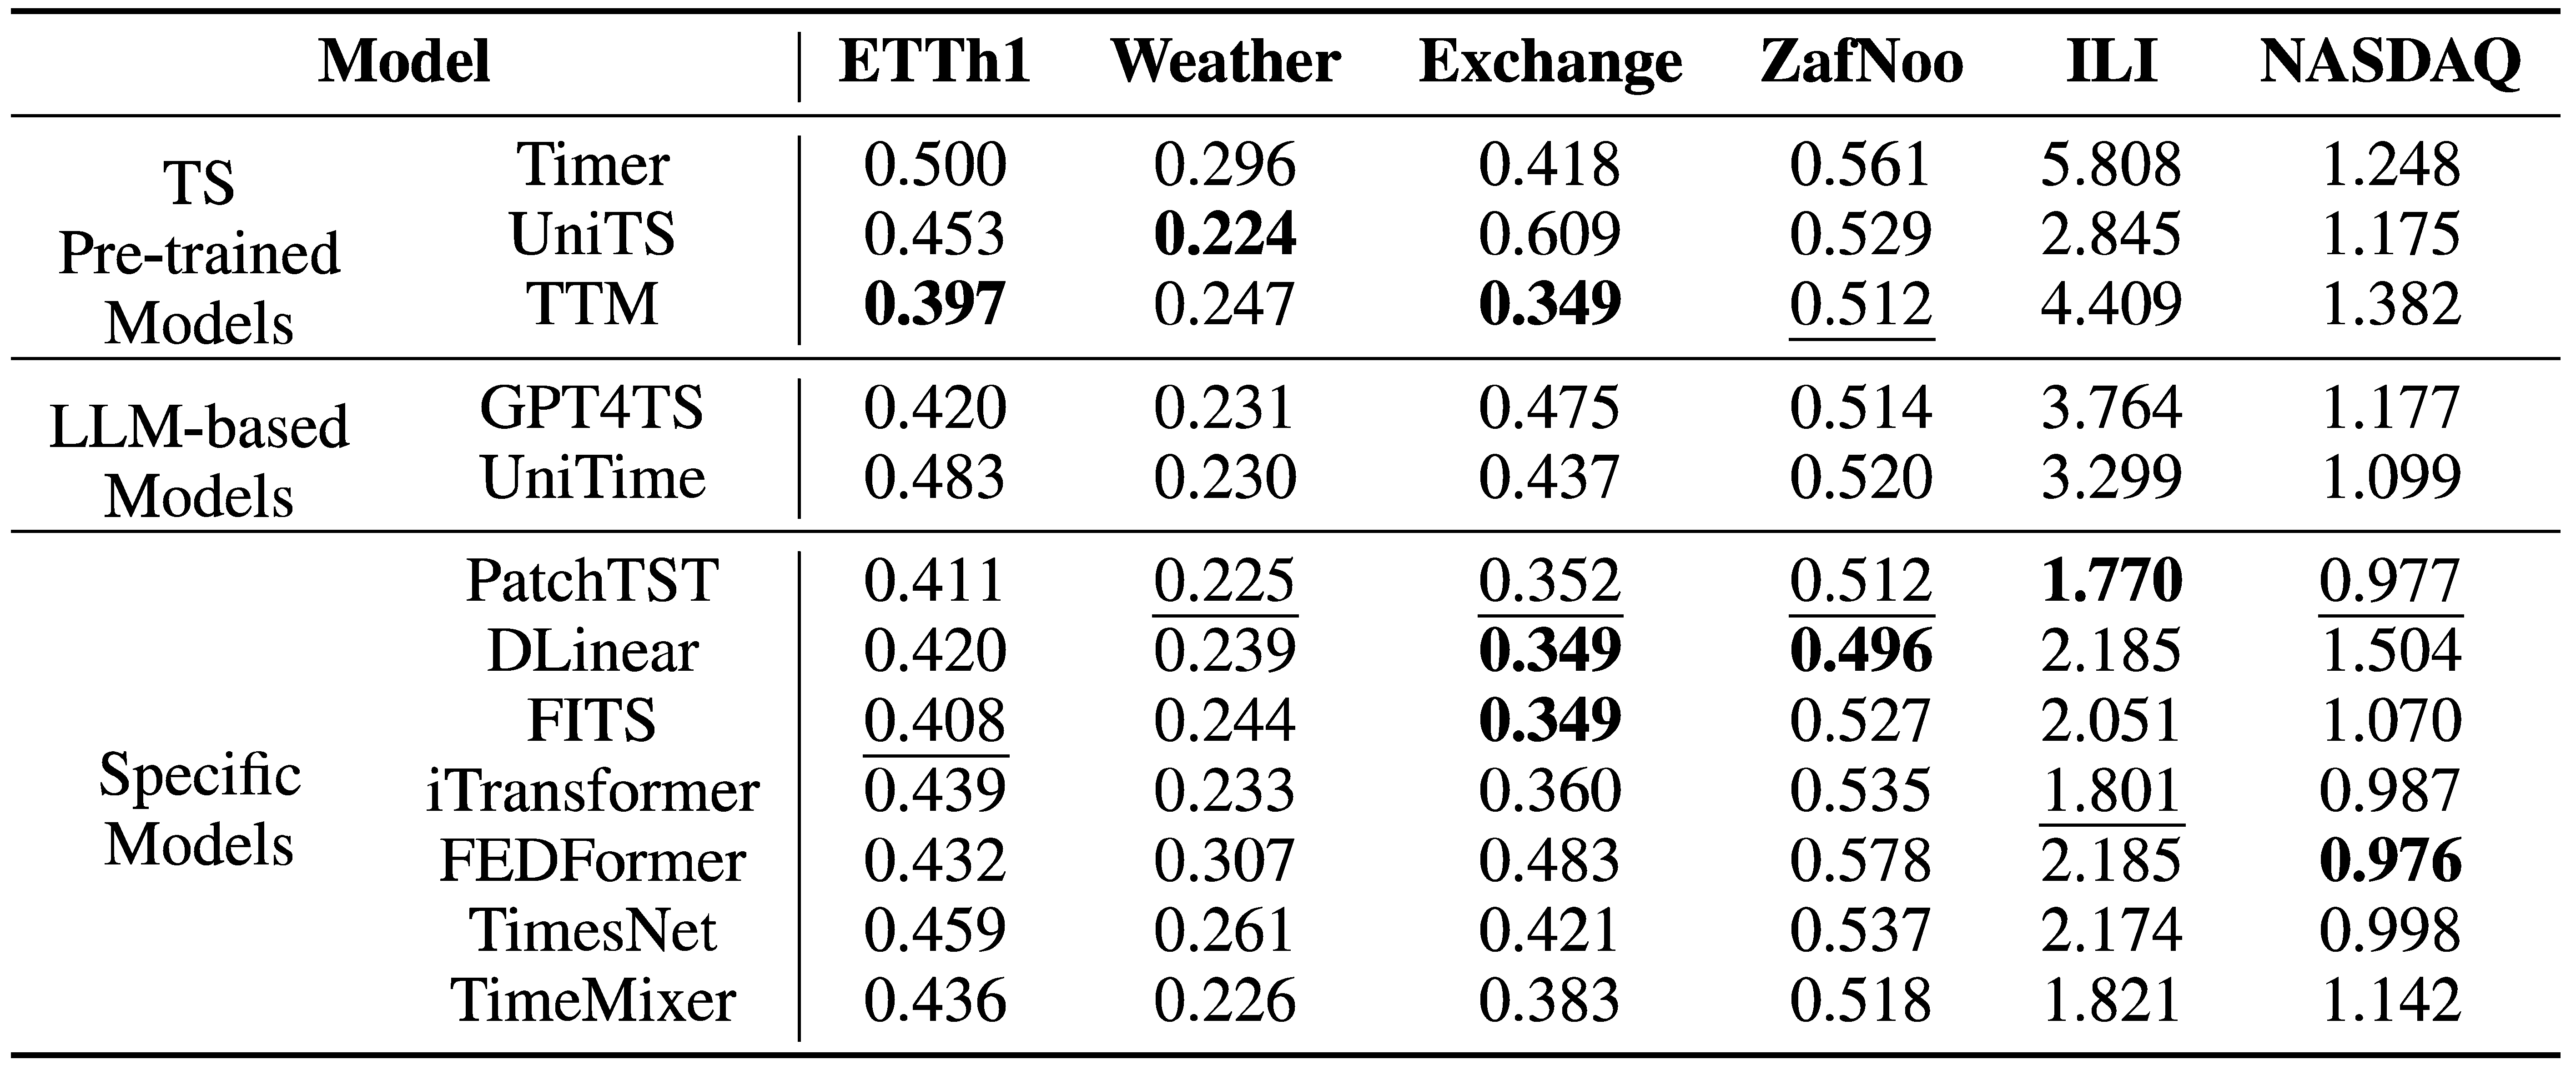 Model ETTh1 Weather Exchange ZafNoo ILI NASDAQ
TS Pre-trained Models
Timer 0.500 0.296 0.418 0.561 5.808 1.248
UniTS 0.453 0.224 0.609 0.529 2.845 1.175
TTM 0.397 0.247 0.349 0.512 4.409 1.382
LLM-based Models
GPT4TS 0.420 0.231 0.475 0.514 3.764 1.177
UniTime 0.483 0.230 0.437 0.520 3.299 1.099
Specific Models
PatchTST 0.411 0.225 0.352 0.512 1.770 0.977
DLinear 0.420 0.239 0.349 0.496 2.185 1.504
FITS 0.408 0.244 0.349 0.527 2.051 1.070
iTransformer 0.439 0.233 0.360 0.535 1.801 0.987
FEDFormer 0.432 0.307 0.483 0.578 2.185 0.976
TimesNet 0.459 0.261 0.421 0.537 2.174 0.998
TimeMixer 0.436 0.226 0.383 0.518 1.821 1.142